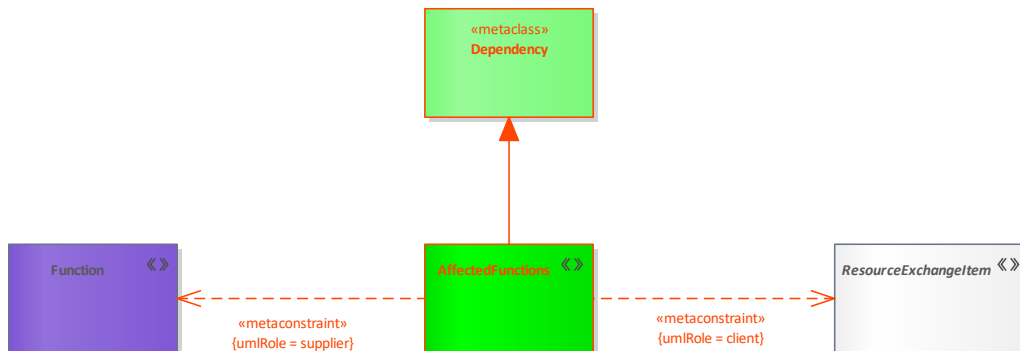 «metaclass»
Dependency
Function
«»
AffectedFunctions
«»
ResourceExchangeItem
«»
«metaconstraint»
{umlRole = supplier}
«metaconstraint»
{umlRole = client}